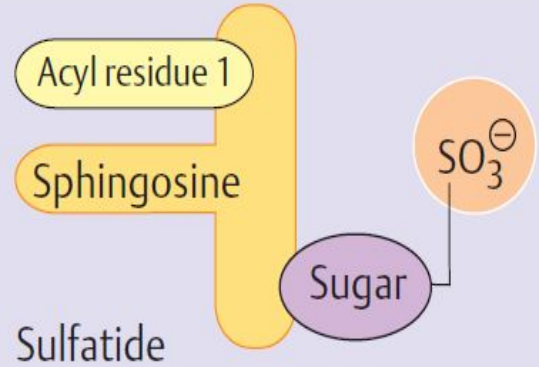 Acyl residue 1
Sphingosine
SO₃⊖
Sugar
Sulfatide